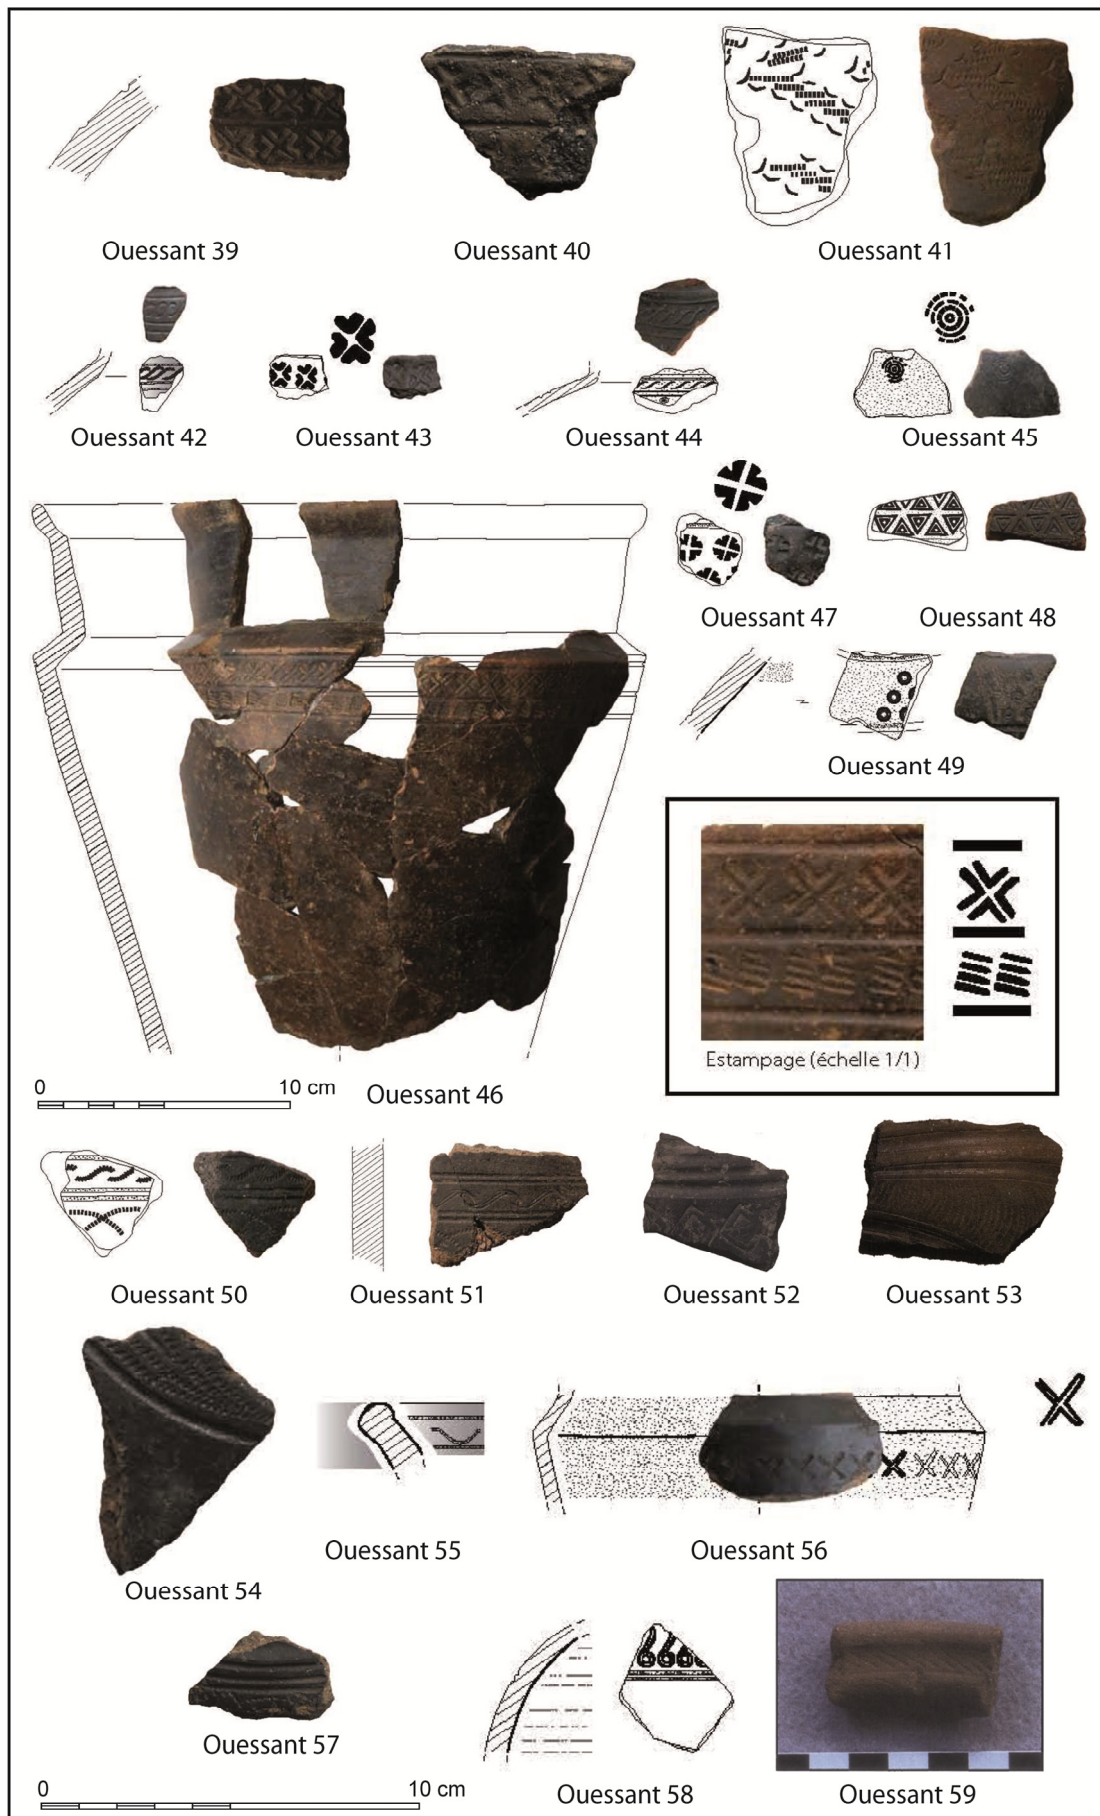 Ouessant 39
Ouessant 40
Ouessant 41
Ouessant 42
Ouessant 43
Ouessant 44
Ouessant 45
Ouessant 47
Ouessant 48
Ouessant 49
Estampage (échelle 1/1)
0 10 cm
Ouessant 46
Ouessant 50
Ouessant 51
Ouessant 52
Ouessant 53
Ouessant 54
Ouessant 55
Ouessant 56
Ouessant 57
Ouessant 58
Ouessant 59
0 10 cm